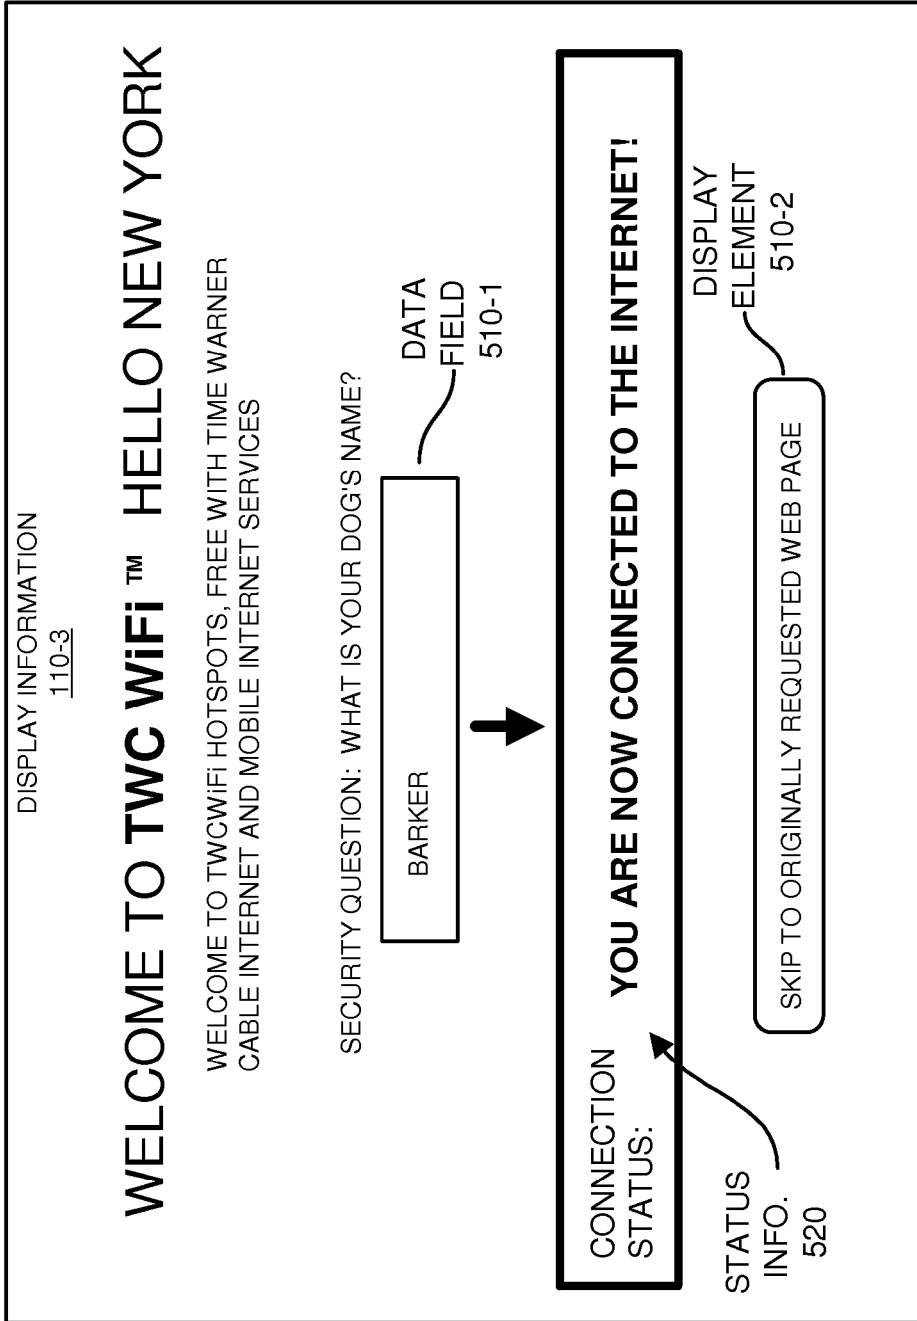 DISPLAY INFORMATION
110-3
WELCOME TO TWC WiFi ™ HELLO NEW YORK
WELCOME TO TWCWiFi HOTSPOTS, FREE WITH TIME WARNER
CABLE INTERNET AND MOBILE INTERNET SERVICES
SECURITY QUESTION: WHAT IS YOUR DOG'S NAME?
BARKER
DATA
FIELD
510-1
CONNECTION
STATUS:
YOU ARE NOW CONNECTED TO THE INTERNET!
STATUS
INFO.
520
DISPLAY
ELEMENT
510-2
SKIP TO ORIGINALLY REQUESTED WEB PAGE